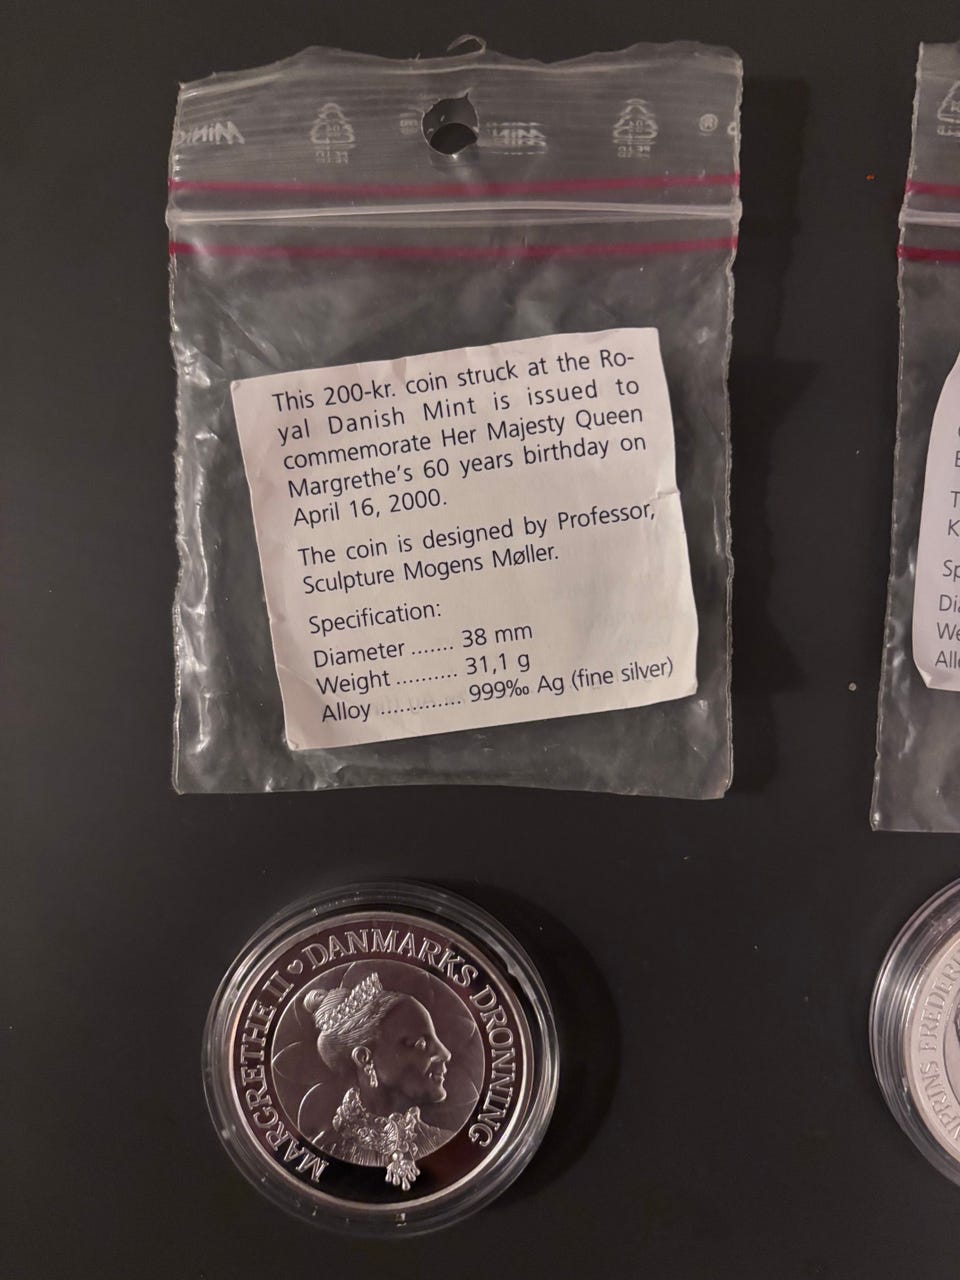 This 200-kr. coin struck at the Ro-
yal Danish Mint is issued to
commemorate Her Majesty Queen
Margrethe's 60 years birthday on
April 16, 2000.
The coin is designed by Professor,
Sculpture Mogens Møller.
Specification:
Diameter ....... 38 mm
Weight .......... 31,1 g
Alloy ............. 999‰ Ag (fine silver)
MARGRETHE II ♥ DANMARKS DRONNING
PRINS FREDERI